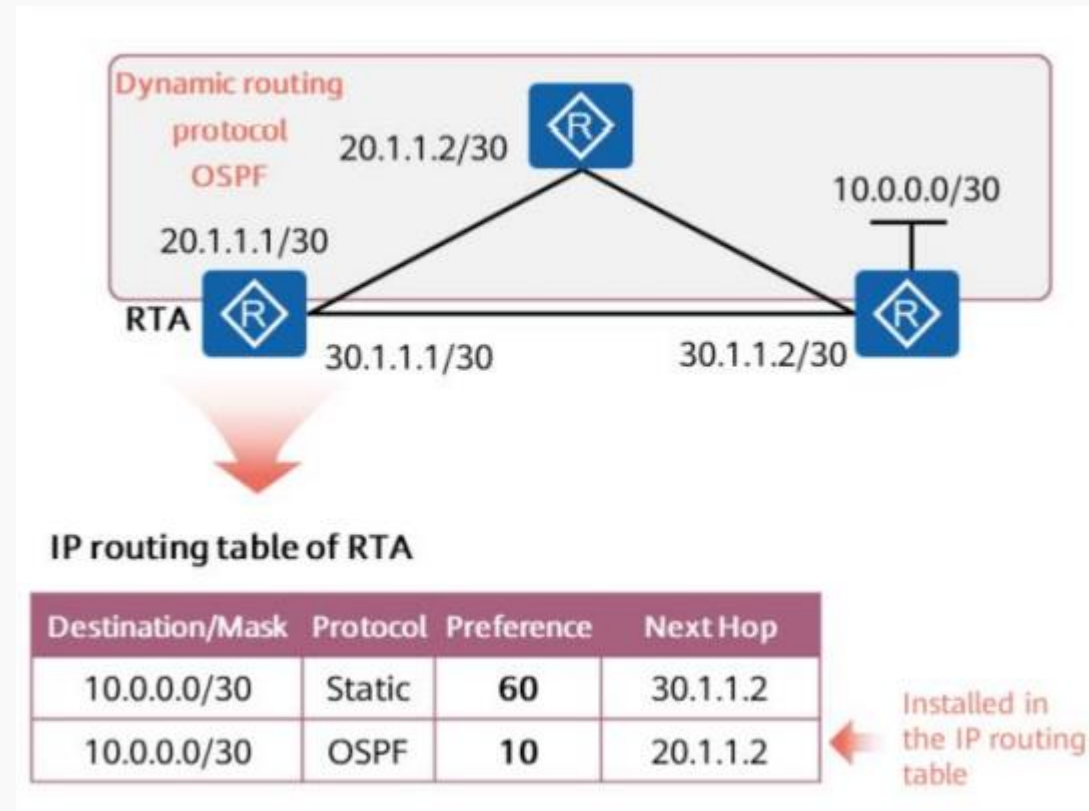 Dynamic routing
protocol
OSPF
20.1.1.2/30
R
10.0.0.0/30
20.1.1.1/30
RTA
R
R
30.1.1.1/30
30.1.1.2/30
IP routing table of RTA
Destination/Mask Protocol Preference Next Hop
10.0.0.0/30 Static 60 30.1.1.2
10.0.0.0/30 OSPF 10 20.1.1.2
Installed in
the IP routing
table